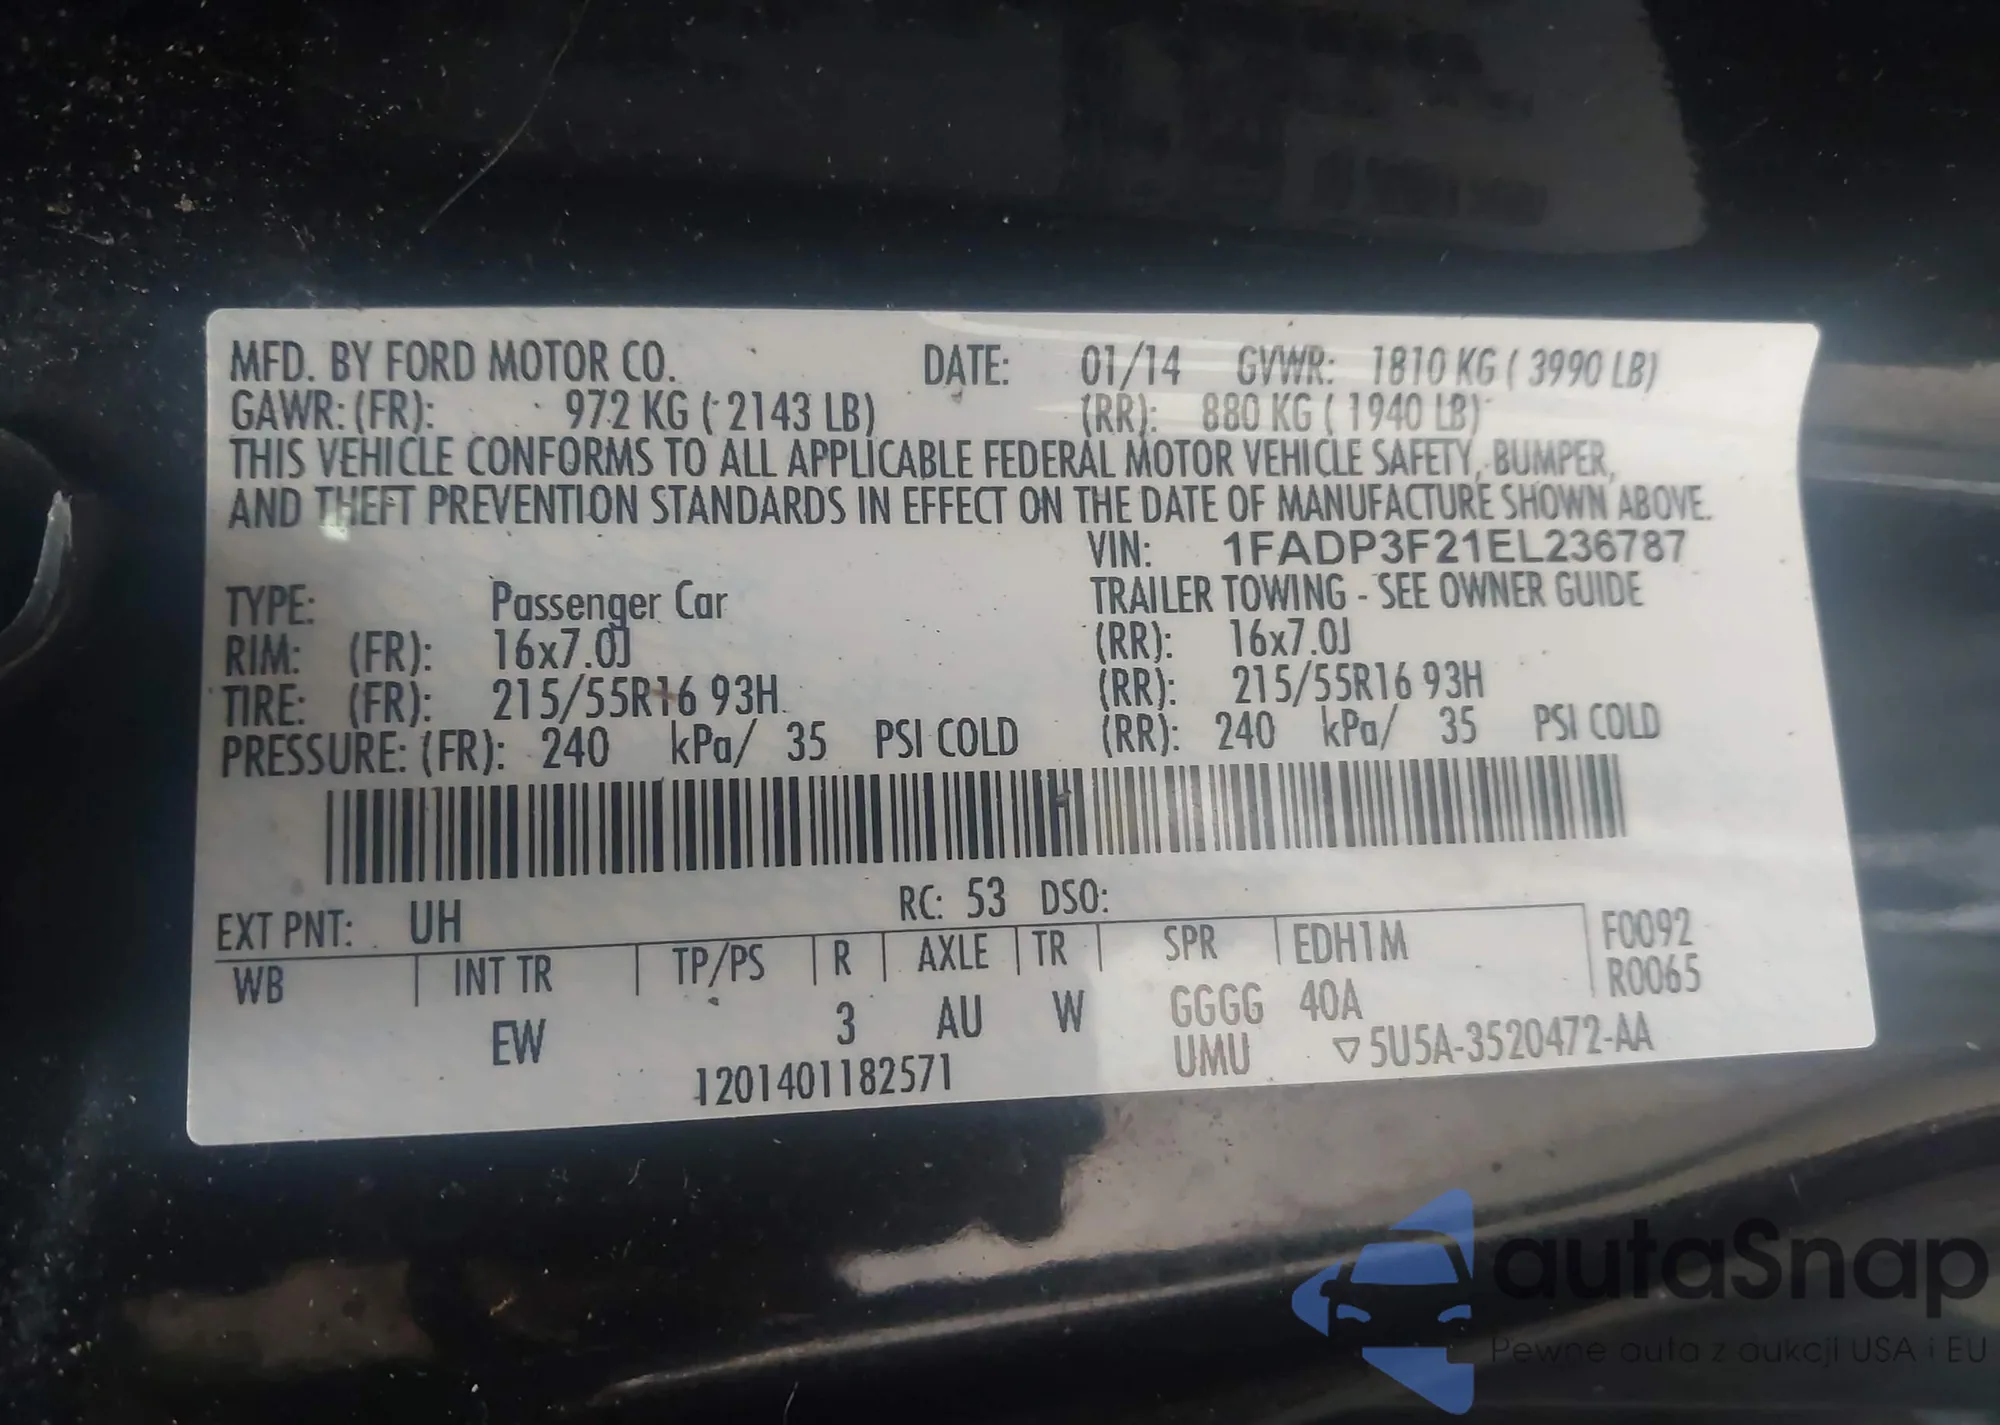 MFD. BY FORD MOTOR CO. DATE: 01/14 GVWR: 1810 KG ( 3990 LB)
GAWR: (FR): 972 KG ( 2143 LB) (RR): 880 KG ( 1940 LB)
THIS VEHICLE CONFORMS TO ALL APPLICABLE FEDERAL MOTOR VEHICLE SAFETY, BUMPER,
AND THEFT PREVENTION STANDARDS IN EFFECT ON THE DATE OF MANUFACTURE SHOWN ABOVE.
VIN: 1FADP3F21EL236787
TYPE: Passenger Car TRAILER TOWING - SEE OWNER GUIDE
RIM: (FR): 16x7.0J (RR): 16x7.0J
TIRE: (FR): 215/55R16 93H (RR): 215/55R16 93H
PRESSURE: (FR): 240 kPa/ 35 PSI COLD (RR): 240 kPa/ 35 PSI COLD
EXT PNT: UH RC: 53 DSO:
WB INT TR TP/PS R AXLE TR SPR EDH1M F0092
R0065
EW 3 AU W GGGG 40A
UMU ▽5U5A-3520472-AA
1201401182571
autaSnap
Pewne auta z aukcji USA i EU